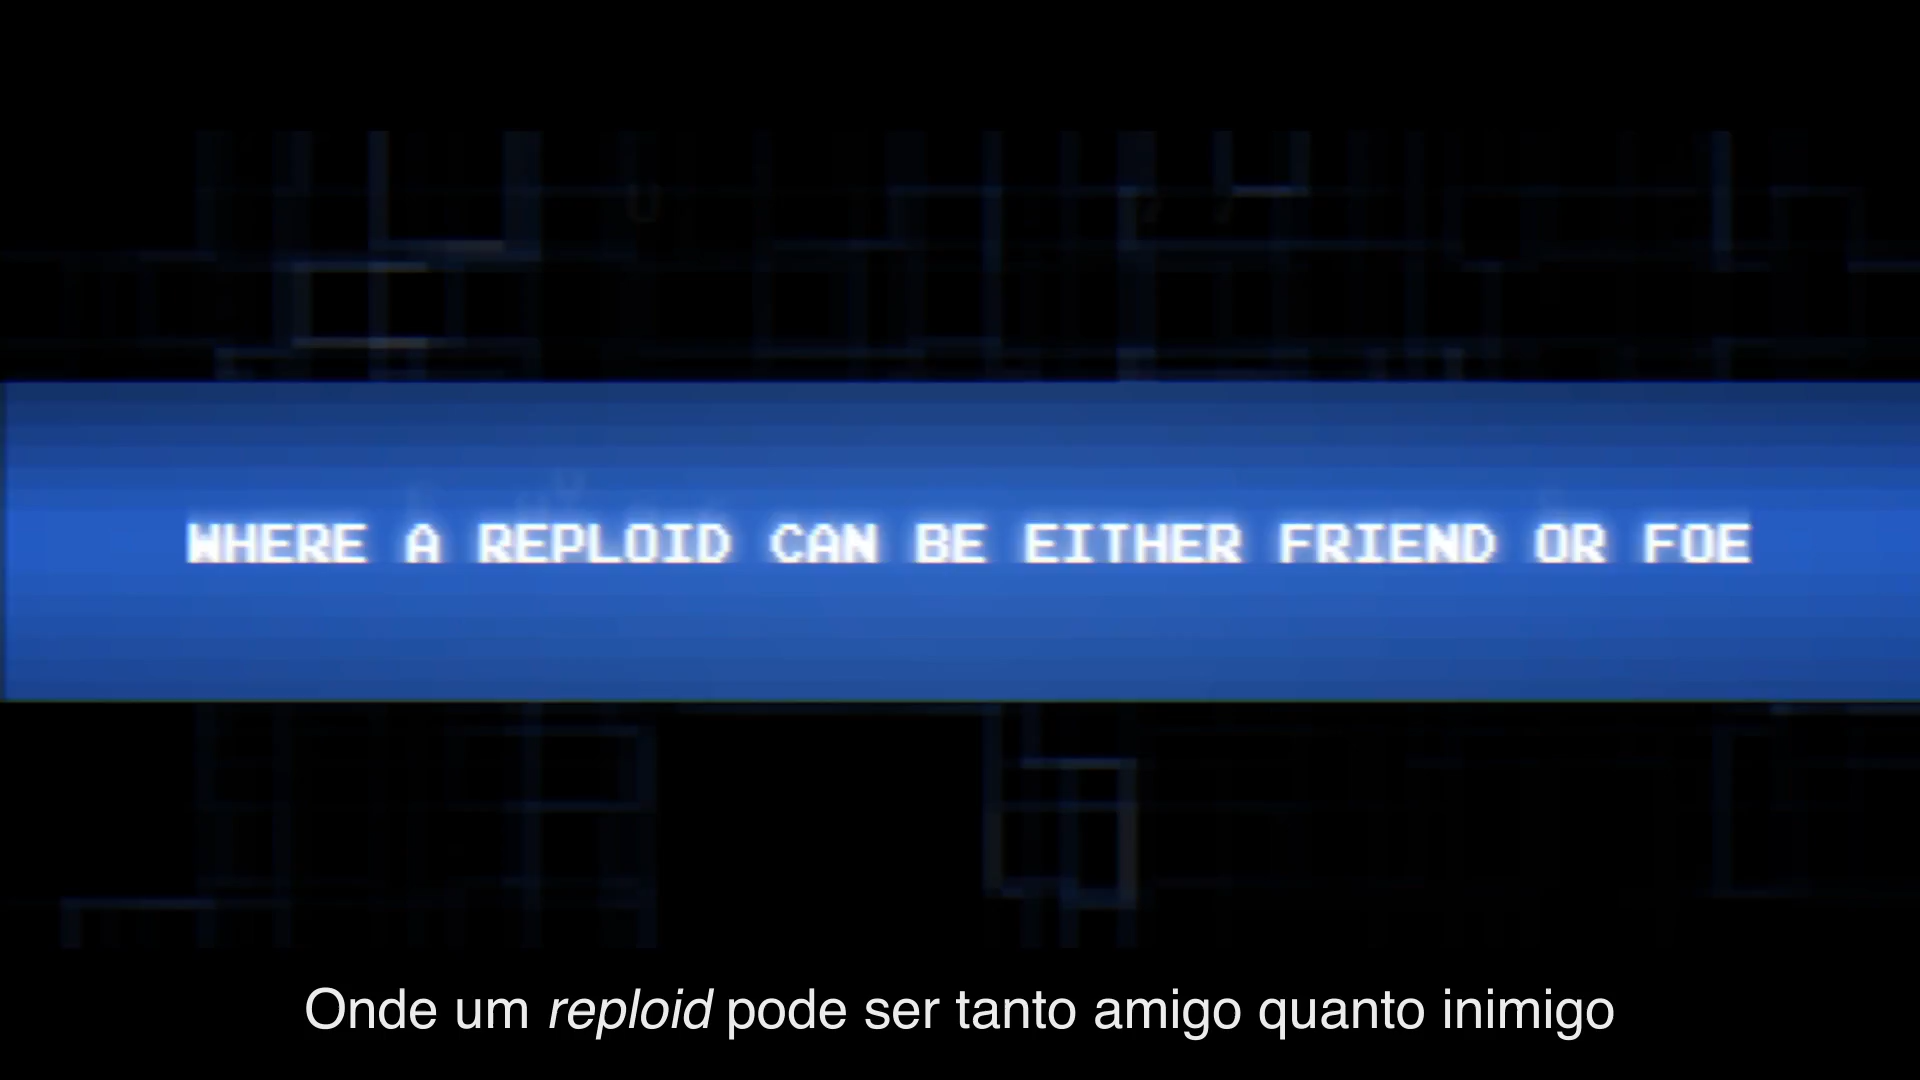 WHERE A REPLOID CAN BE EITHER FRIEND OR FOE
Onde um reploid pode ser tanto amigo quanto inimigo